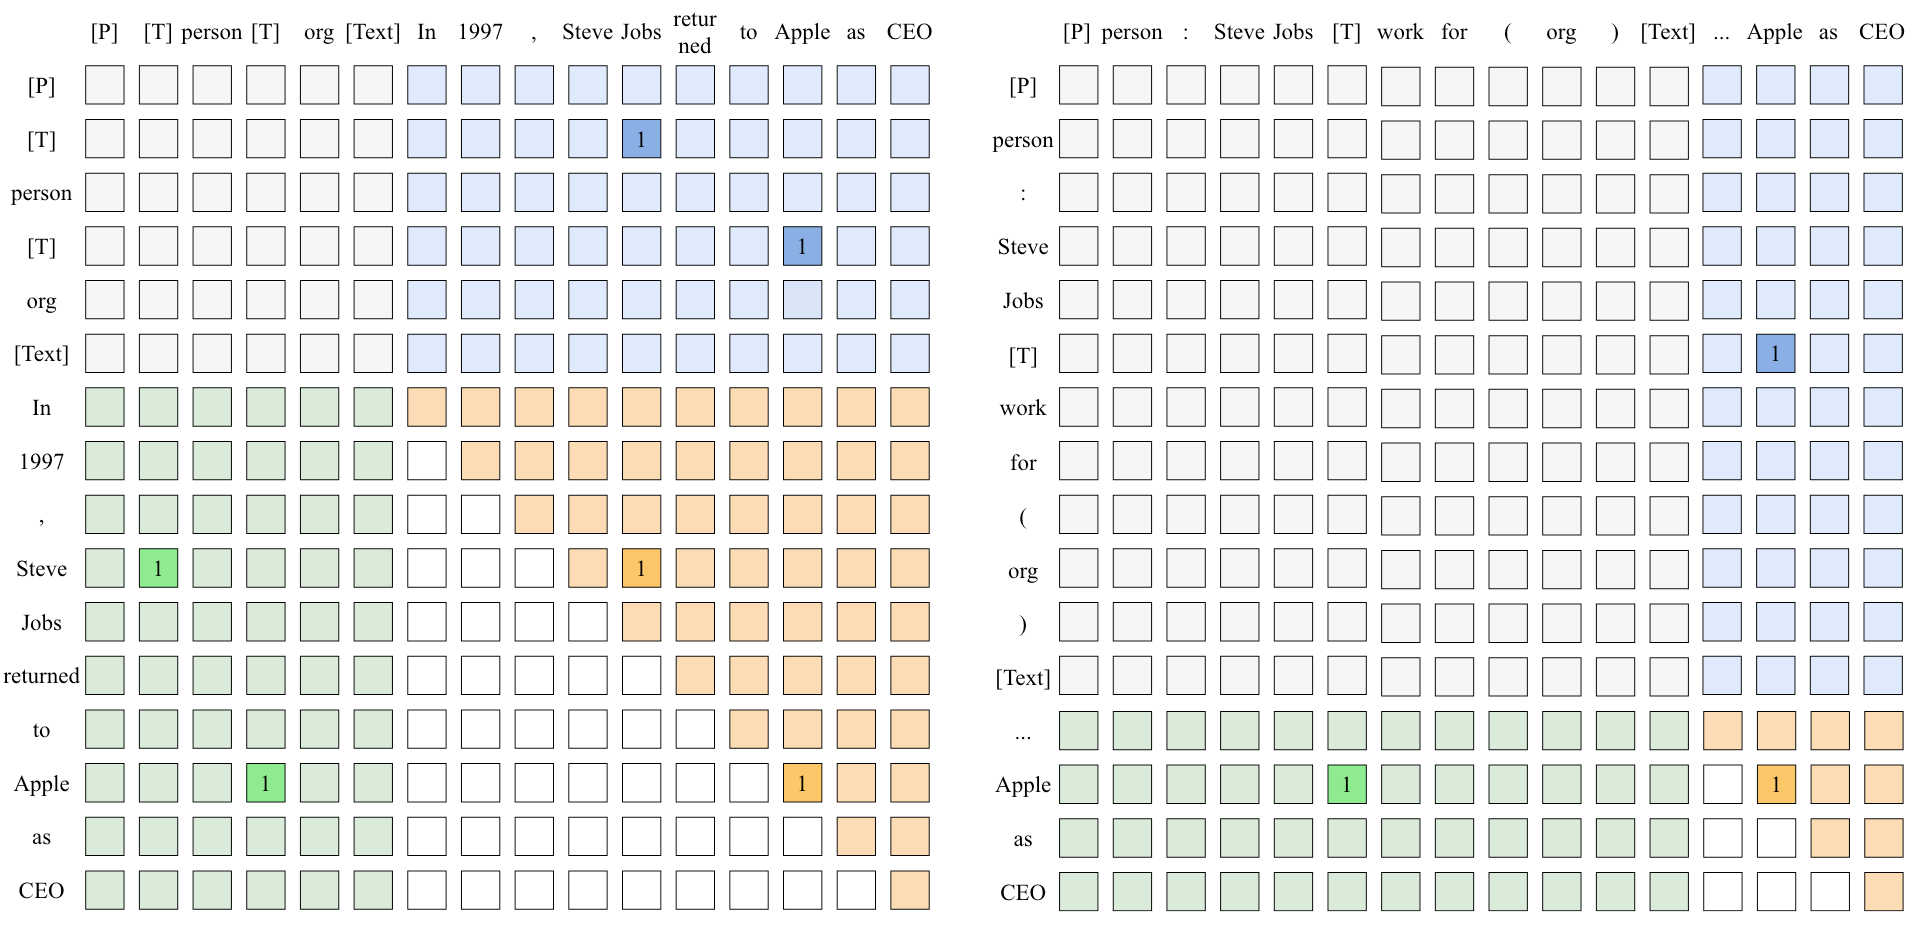 [P] [T] person [T] org [Text] In 1997 , Steve Jobs returned to Apple as CEO
[P]
[T] 1
person
[T] 1
org
[Text]
In
1997
,
Steve 1 1
Jobs
returned
to
Apple 1 1
as
CEO
[P] person : Steve Jobs [T] work for ( org ) [Text] ... Apple as CEO
[P]
person
:
Steve
Jobs
[T] 1
work
for
(
org
)
[Text]
...
Apple 1 1
as
CEO